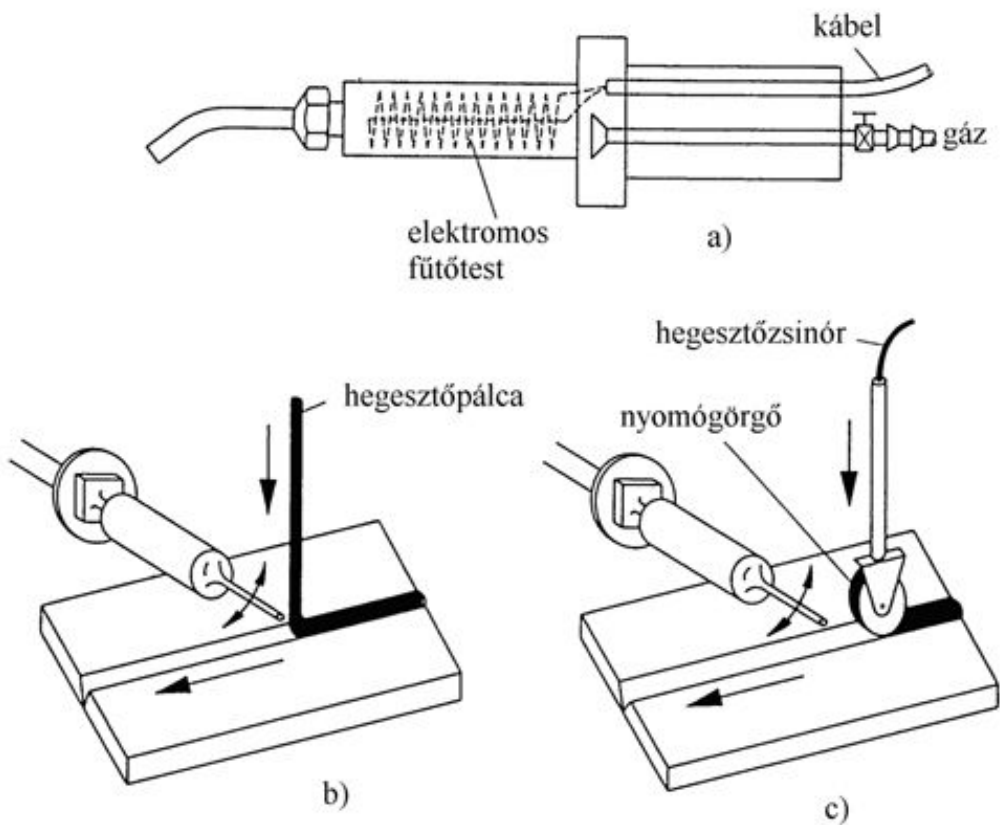 kábel
gáz
elektromos
fűtőtest
a)
hegesztőpálca
b)
hegesztőzsinór
nyomógörgő
c)